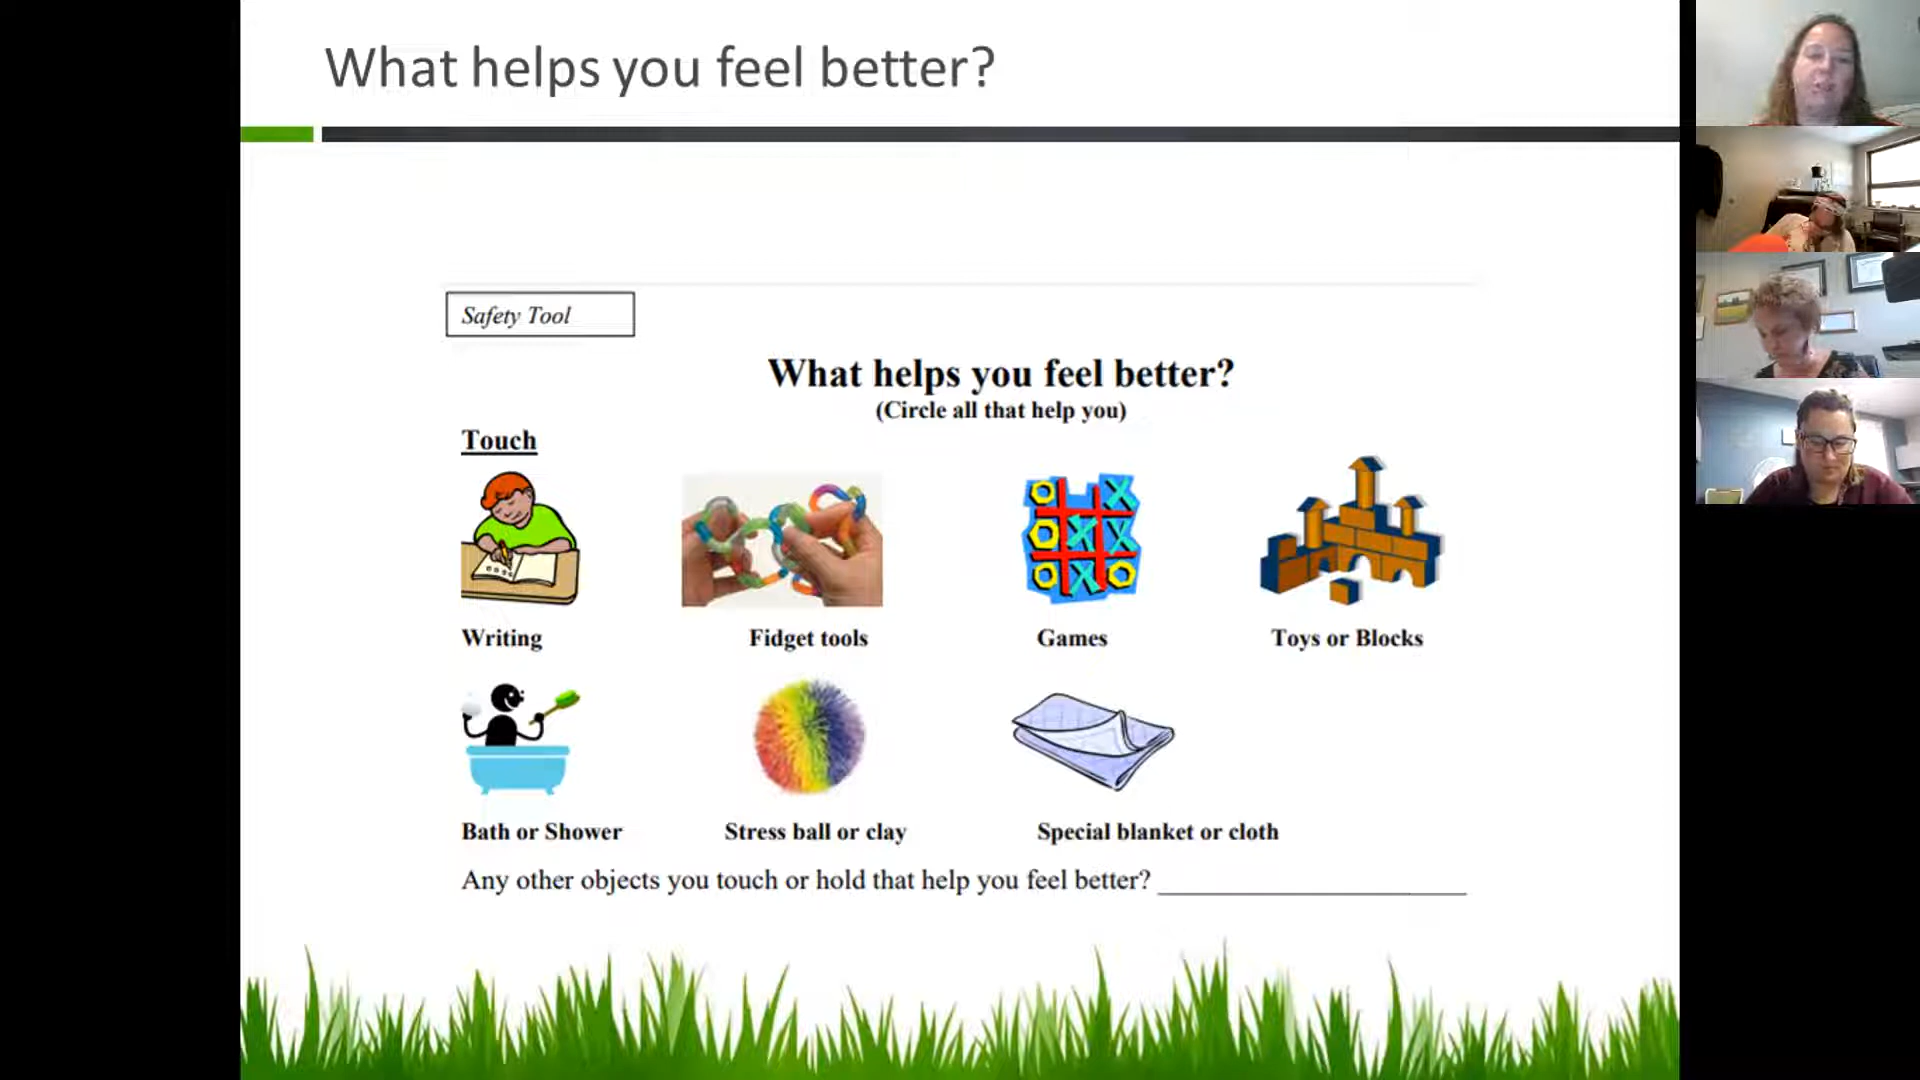 What helps you feel better?
Safety Tool
What helps you feel better?
(Circle all that help you)
Touch
Writing
Fidget tools
Games
Toys or Blocks
Bath or Shower
Stress ball or clay
Special blanket or cloth
Any other objects you touch or hold that help you feel better?